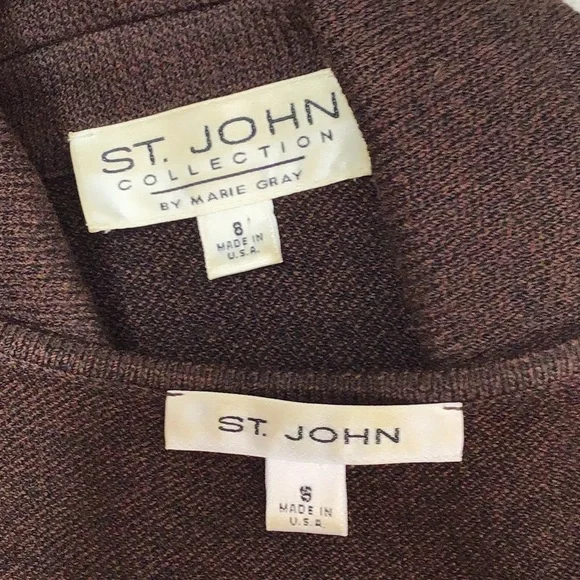 ST. JOHN
COLLECTION
BY MARIE GRAY
8
MADE IN
U.S.A.
ST. JOHN
S
MADE IN
U.S.A.